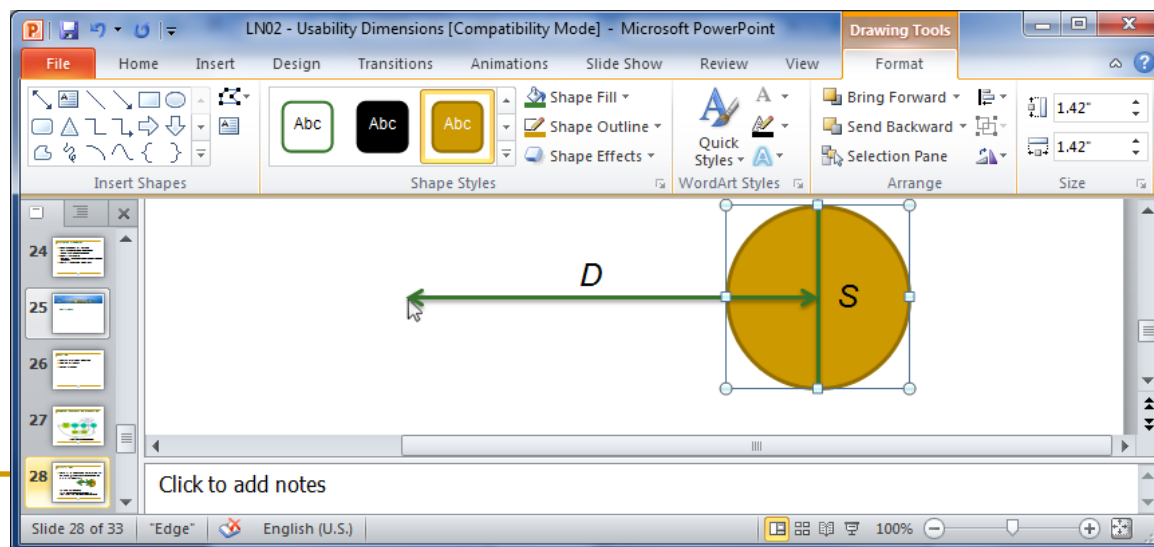 LN02 - Usability Dimensions [Compatibility Mode] - Microsoft PowerPoint
Drawing Tools
File Home Insert Design Transitions Animations Slide Show Review View Format
Abc Abc Abc
Shape Fill
Shape Outline
Shape Effects
Quick
Styles
A
Bring Forward
Send Backward
Selection Pane
1.42"
1.42"
Insert Shapes Shape Styles WordArt Styles Arrange Size
24
25
26
27
28
D
S
Click to add notes
Slide 28 of 33 "Edge" English (U.S.) 100%